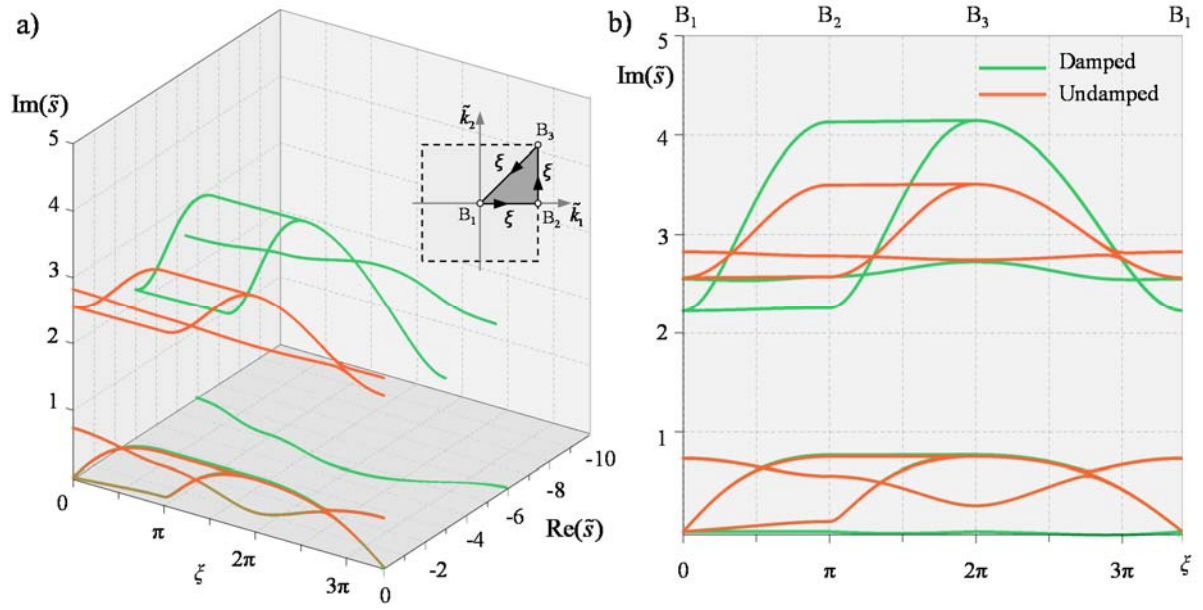 a)
Im(s̃)
5
4
3
2
1
0
π
2π
3π
ξ
0
-2
-4
-6
-8
-10
Re(s̃)
k̃₂
B₃
ξ
ξ
B₁
ξ
B₂
k̃₁
b)
B₁ B₂ B₃ B₁
5
Im(s̃)
4
3
2
1
Damped
Undamped
0 π 2π 3π ξ